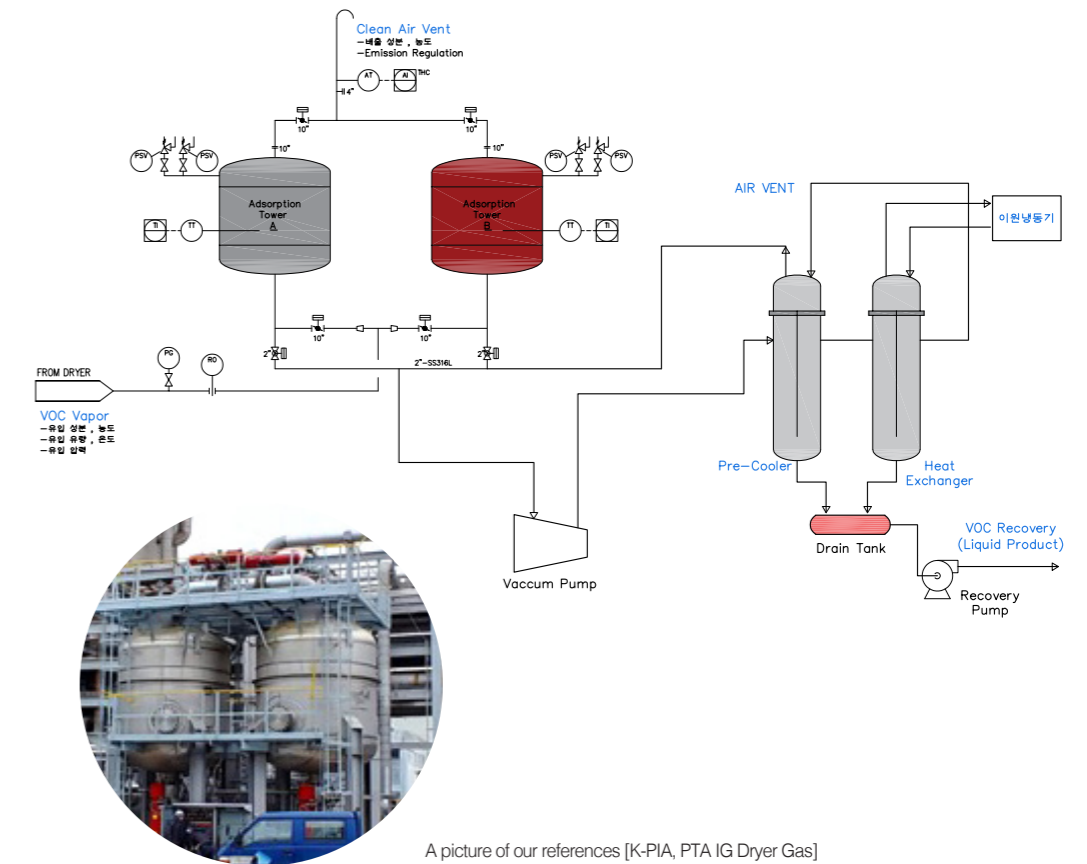 Clean Air Vent
-배출 성분 , 농도
-Emission Regulation
AT
AI
THC
4"
10"
10"
10"
10"
PSV
PSV
PSV
PSV
Adsorption
Tower
A
Adsorption
Tower
B
TI
TT
TT
TI
AIR VENT
이원냉동기
10"
10"
2"
2"
2"-SS316L
PG
RO
FROM DRYER
VOC Vapor
-유입 성분 , 농도
-유입 유량 , 온도
-유입 압력
Pre-Cooler
Heat
Exchanger
Drain Tank
VOC Recovery
(Liquid Product)
Vaccum Pump
Recovery
Pump
A picture of our references [K-PIA, PTA IG Dryer Gas]